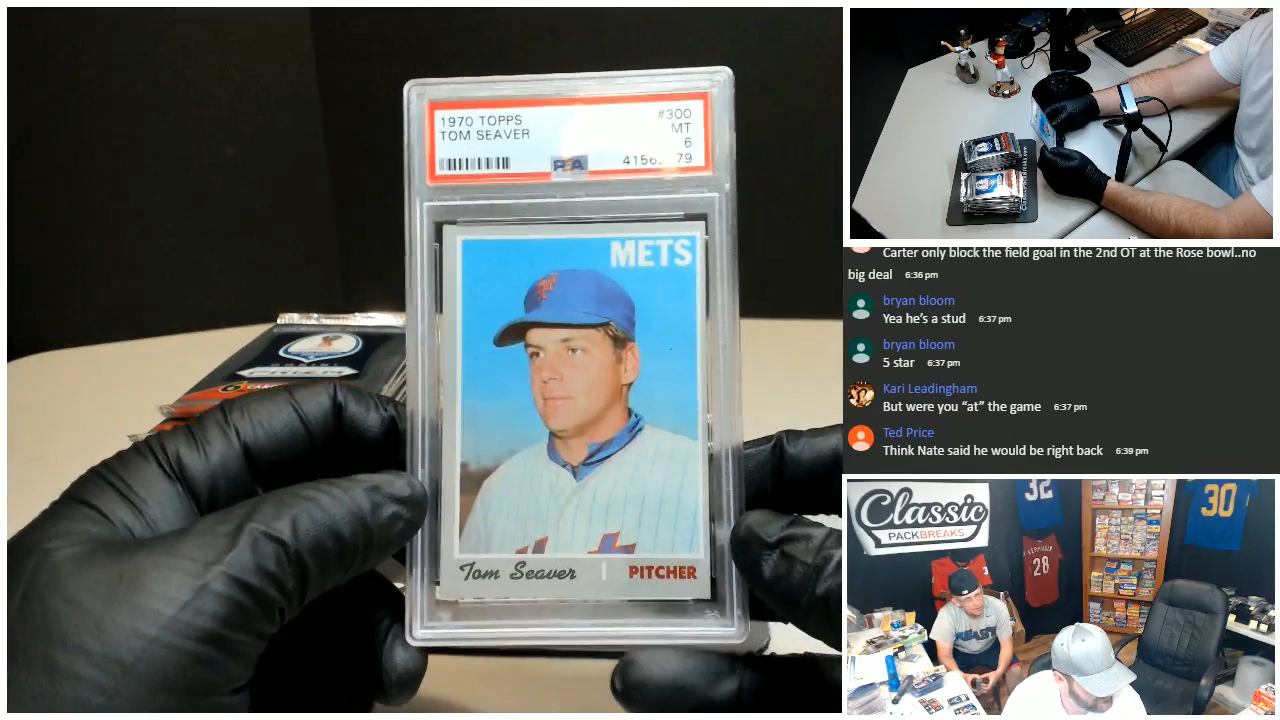 1970 TOPPS
#300
TOM SEAVER
MT
6
PSA
METS
Tom Seaver
PITCHER
PRIZM
6
Carter only block the field goal in the 2nd OT at the Rose bowl..no
big deal 6:36 pm
bryan bloom
Yea he's a stud 6:37 pm
bryan bloom
5 star 6:37 pm
Kari Leadingham
But were you “at” the game 6:37 pm
Ted Price
Think Nate said he would be right back 6:39 pm
Classic
PACKBREAKS
32
30
28